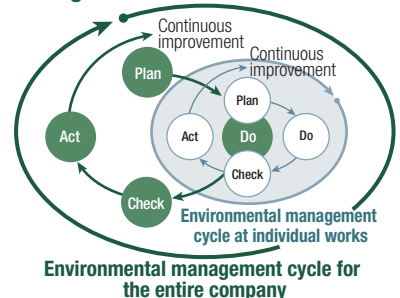 Continuous
improvement
Continuous
improvement
Plan
Plan
Act
Act
Do
Do
Check
Check
Environmental management
cycle at individual works
Environmental management cycle for
the entire company